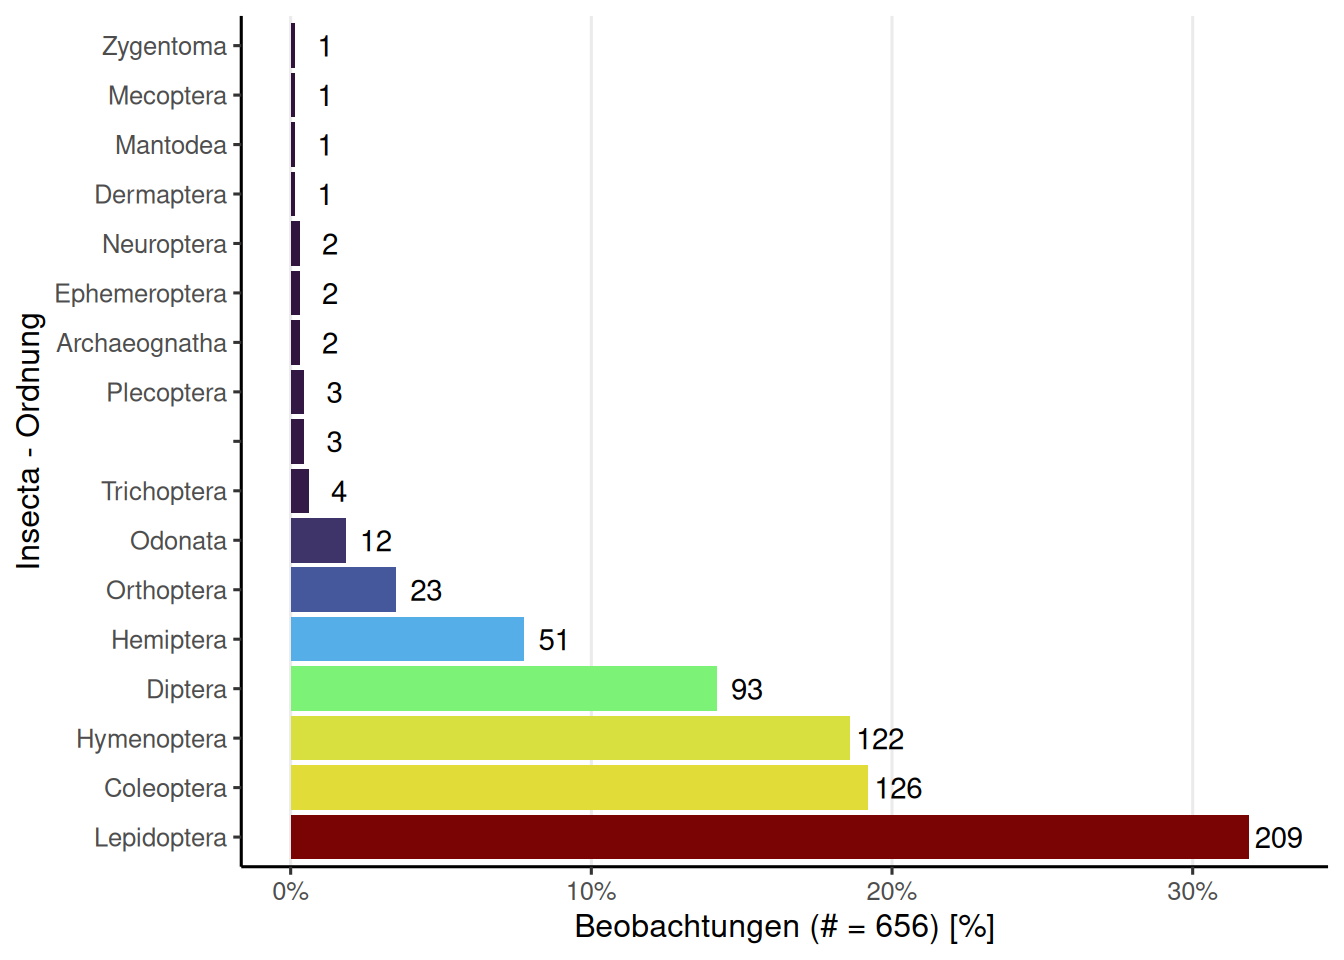 Zygentoma 1
Mecoptera 1
Mantodea 1
Dermaptera 1
Neuroptera 2
Ephemeroptera 2
Archaeognatha 2
Plecoptera 3
3
Trichoptera 4
Odonata 12
Orthoptera 23
Hemiptera 51
Diptera 93
Hymenoptera 122
Coleoptera 126
Lepidoptera 209
Insecta - Ordnung
0% 10% 20% 30%
Beobachtungen (# = 656) [%]